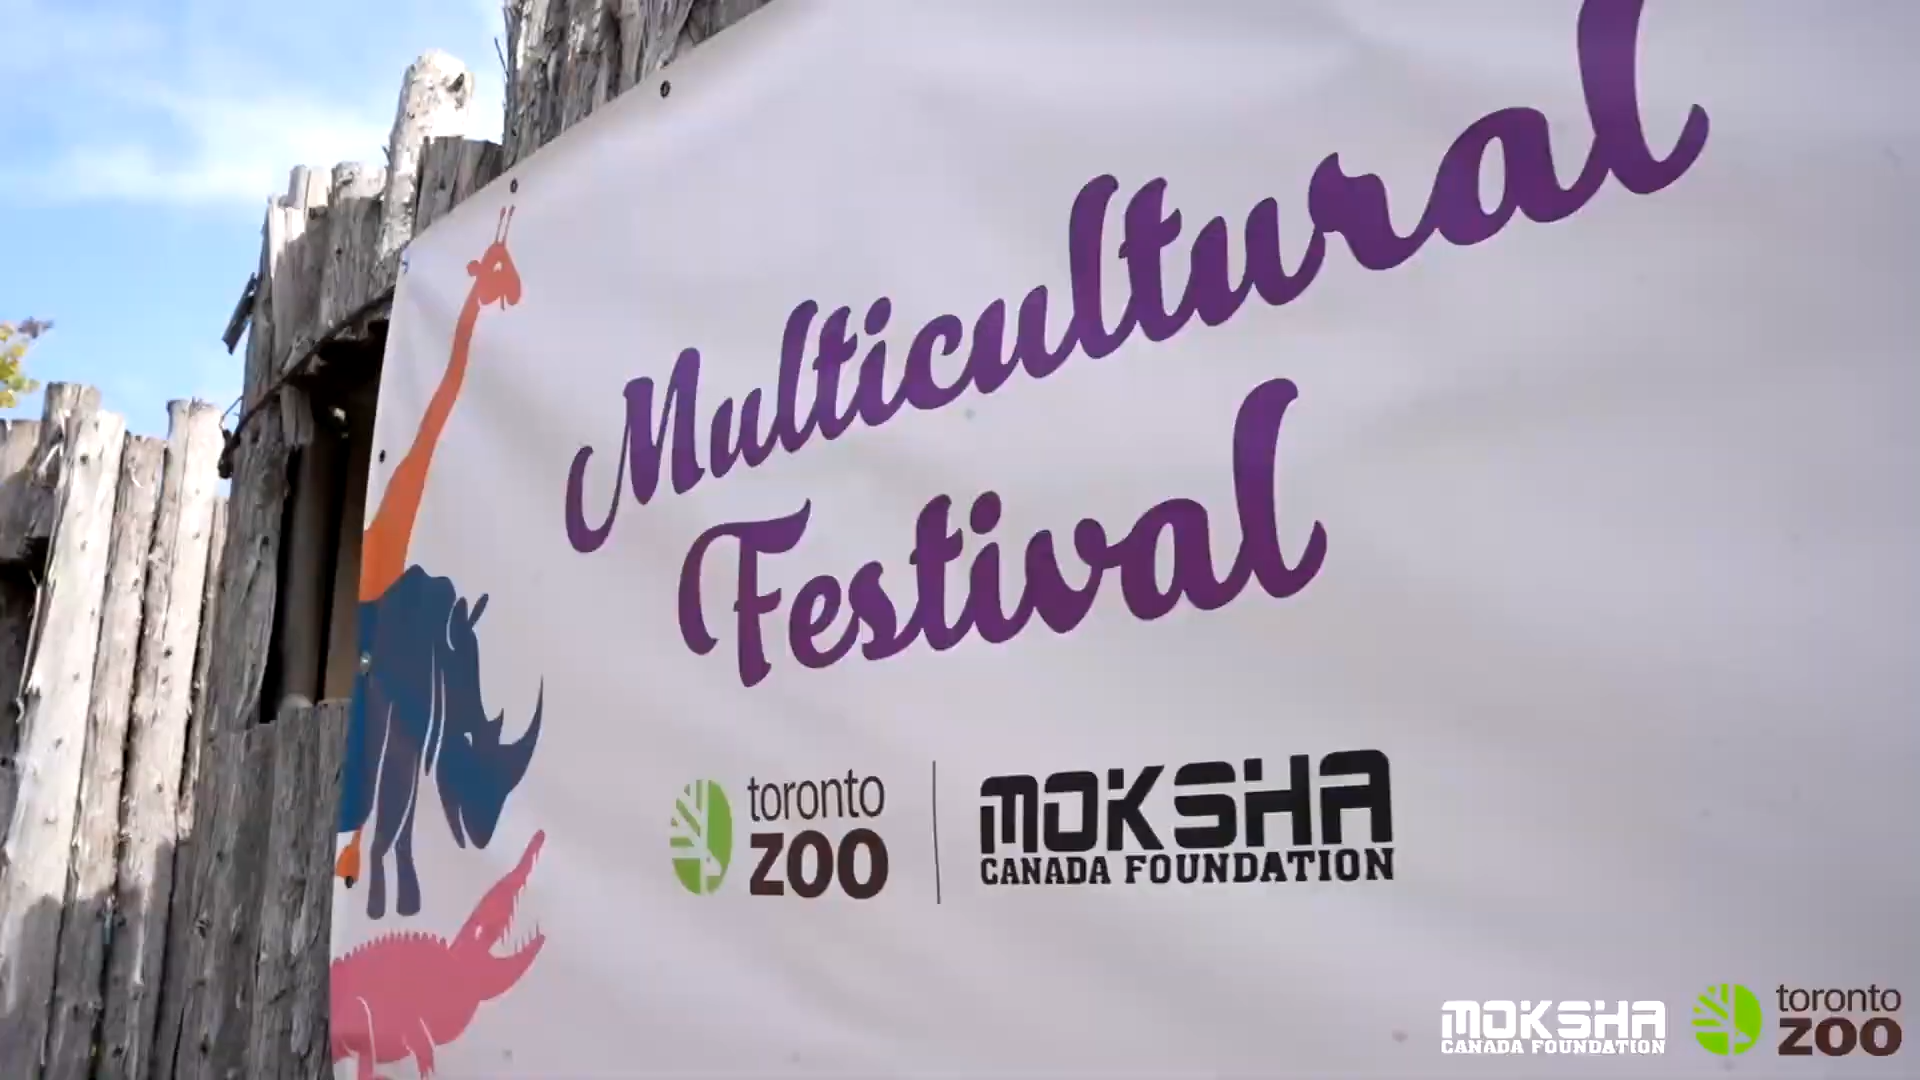 Multicultural
Festival
toronto
ZOO
MOKSHA
CANADA FOUNDATION
MOKSHA
CANADA FOUNDATION
toronto
ZOO